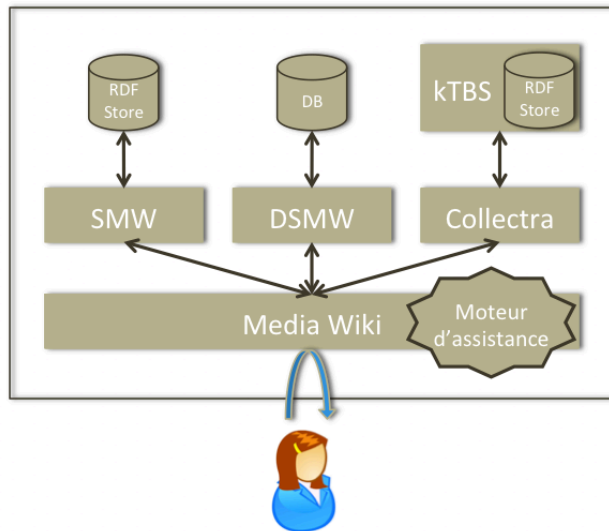 RDF
Store
DB
kTBS
RDF
Store
SMW
DSMW
Collectra
Media Wiki
Moteur
d'assistance